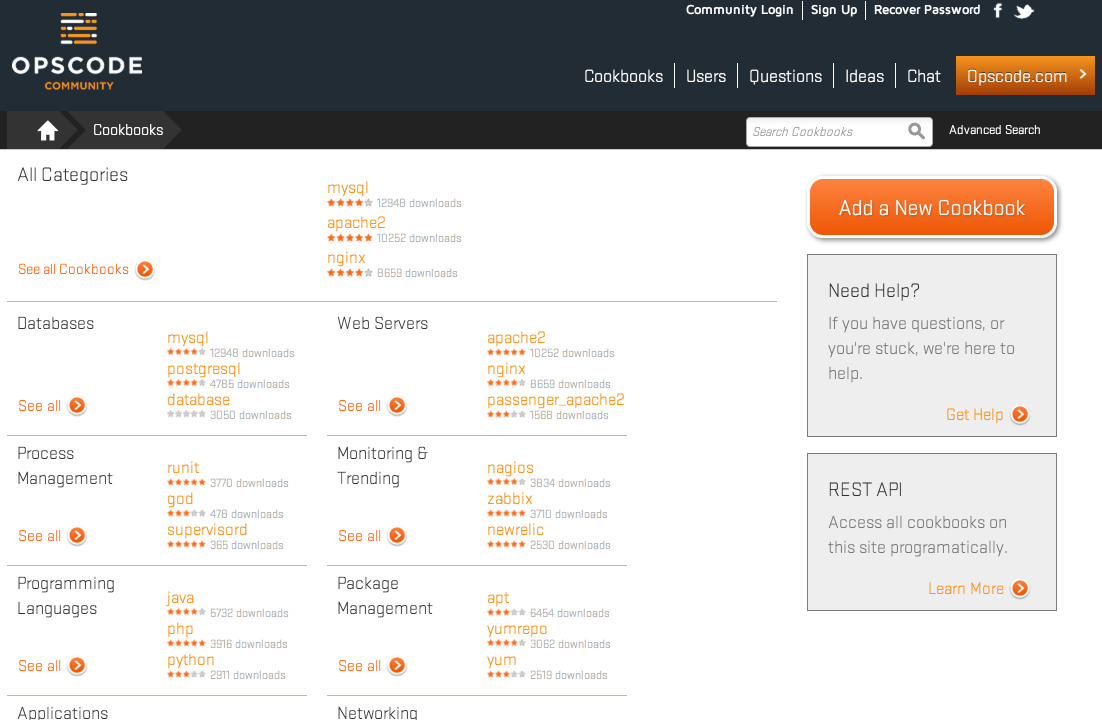 Community Login
Sign Up
Recover Password
OPSCODE
COMMUNITY
Cookbooks
Users
Questions
Ideas
Chat
Opscode.com
Cookbooks
Search Cookbooks
Advanced Search
All Categories
mysql
12948 downloads
apache2
10252 downloads
nginx
8659 downloads
See all Cookbooks
Databases
mysql
12948 downloads
postgresql
4785 downloads
database
3050 downloads
See all
Web Servers
apache2
10252 downloads
nginx
8659 downloads
passenger_apache2
1568 downloads
See all
Process
Management
runit
3770 downloads
god
478 downloads
supervisord
365 downloads
See all
Monitoring &
Trending
nagios
3834 downloads
zabbix
3710 downloads
newrelic
2530 downloads
See all
Programming
Languages
java
5732 downloads
php
3916 downloads
python
2911 downloads
See all
Package
Management
apt
6454 downloads
yumrepo
3062 downloads
yum
2519 downloads
See all
Applications
Networking
Add a New Cookbook
Need Help?
If you have questions, or
you're stuck, we're here to
help.
Get Help
REST API
Access all cookbooks on
this site programatically.
Learn More